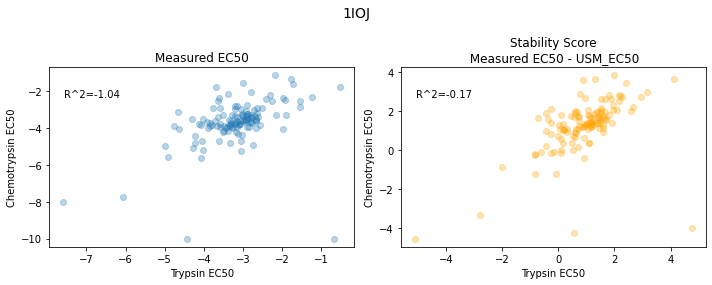 1IOJ
Measured EC50
R^2=-1.04
Chemotrypsin EC50
−2
−4
−6
−8
−10
−7
−6
−5
−4
−3
−2
−1
Trypsin EC50
Stability Score
Measured EC50 - USM_EC50
R^2=-0.17
Chemotrypsin EC50
4
2
0
−2
−4
−4
−2
0
2
4
Trypsin EC50